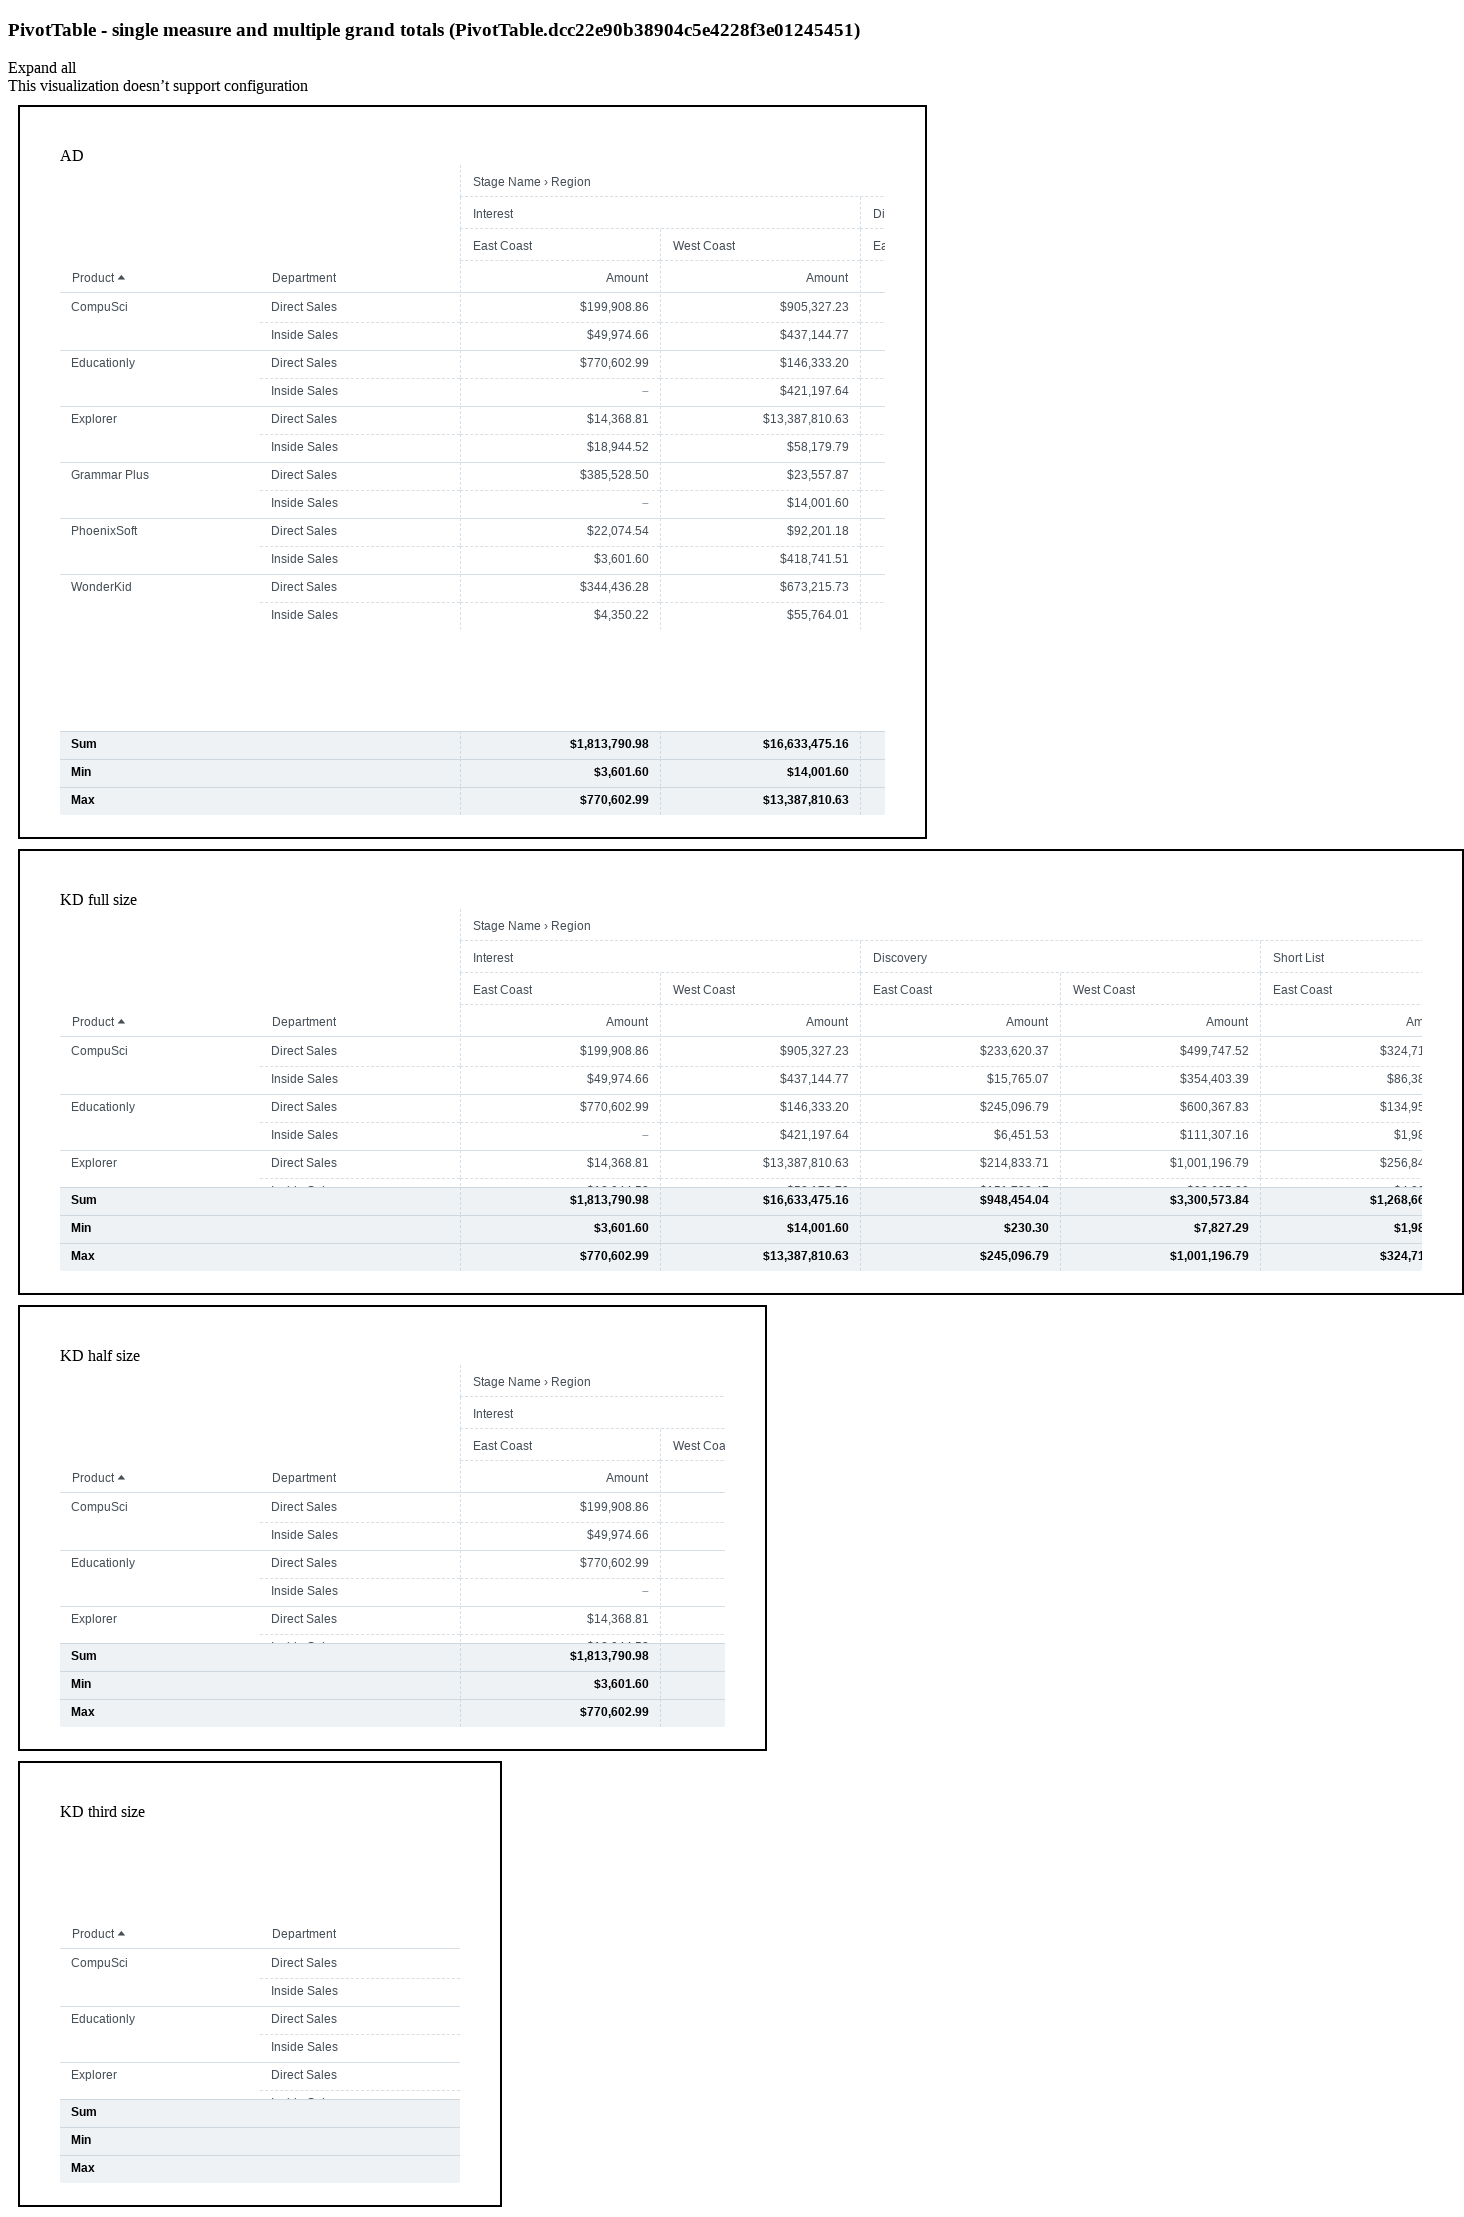 PivotTable - single measure and multiple grand totals (PivotTable.dcc22e90b38904c5e4228f3e01245451)
Expand all
This visualization doesn’t support configuration
AD
Stage Name › Region
Interest Di
East Coast West Coast Ea
Product Department Amount Amount
CompuSci Direct Sales $199,908.86 $905,327.23
Inside Sales $49,974.66 $437,144.77
Educationly Direct Sales $770,602.99 $146,333.20
Inside Sales – $421,197.64
Explorer Direct Sales $14,368.81 $13,387,810.63
Inside Sales $18,944.52 $58,179.79
Grammar Plus Direct Sales $385,528.50 $23,557.87
Inside Sales – $14,001.60
PhoenixSoft Direct Sales $22,074.54 $92,201.18
Inside Sales $3,601.60 $418,741.51
WonderKid Direct Sales $344,436.28 $673,215.73
Inside Sales $4,350.22 $55,764.01
Sum $1,813,790.98 $16,633,475.16
Min $3,601.60 $14,001.60
Max $770,602.99 $13,387,810.63
KD full size
Stage Name › Region
Interest Discovery Short List
East Coast West Coast East Coast West Coast East Coast
Product Department Amount Amount Amount Amount Am
CompuSci Direct Sales $199,908.86 $905,327.23 $233,620.37 $499,747.52 $324,71
Inside Sales $49,974.66 $437,144.77 $15,765.07 $354,403.39 $86,38
Educationly Direct Sales $770,602.99 $146,333.20 $245,096.79 $600,367.83 $134,95
Inside Sales – $421,197.64 $6,451.53 $111,307.16 $1,98
Explorer Direct Sales $14,368.81 $13,387,810.63 $214,833.71 $1,001,196.79 $256,84
Sum $1,813,790.98 $16,633,475.16 $948,454.04 $3,300,573.84 $1,268,66
Min $3,601.60 $14,001.60 $230.30 $7,827.29 $1,98
Max $770,602.99 $13,387,810.63 $245,096.79 $1,001,196.79 $324,71
KD half size
Stage Name › Region
Interest
East Coast West Coa
Product Department Amount
CompuSci Direct Sales $199,908.86
Inside Sales $49,974.66
Educationly Direct Sales $770,602.99
Inside Sales –
Explorer Direct Sales $14,368.81
Sum $1,813,790.98
Min $3,601.60
Max $770,602.99
KD third size
Product Department
CompuSci Direct Sales
Inside Sales
Educationly Direct Sales
Inside Sales
Explorer Direct Sales
Sum
Min
Max